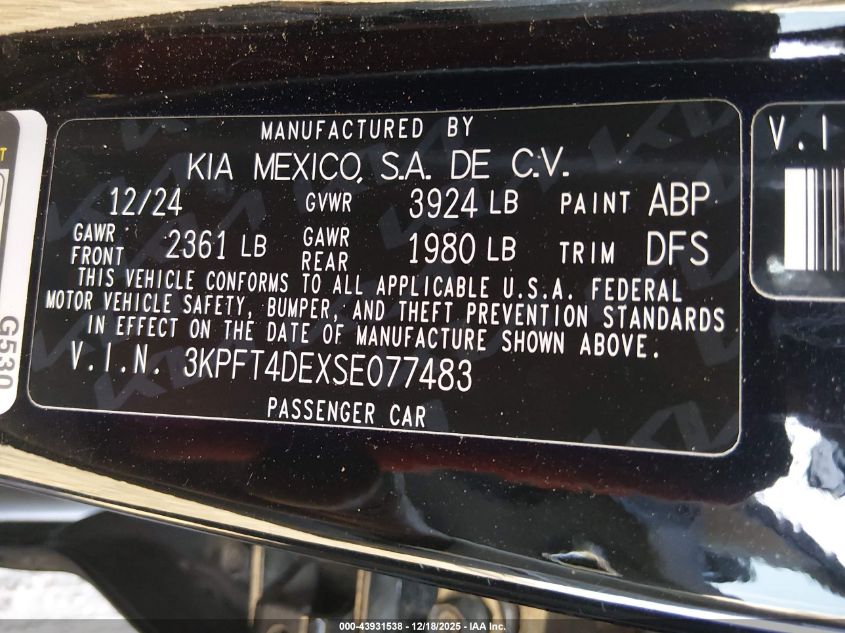 MANUFACTURED BY
KIA MEXICO, S.A. DE C.V.
12/24 GVWR 3924 LB PAINT ABP
GAWR : FRONT 2361 LB GAWR REAR 1980 LB TRIM DFS
THIS VEHICLE CONFORMS TO ALL APPLICABLE U.S.A. FEDERAL
MOTOR VEHICLE SAFETY, BUMPER, AND THEFT PREVENTION STANDARDS
IN EFFECT ON THE DATE OF MANUFACTURE SHOWN ABOVE.
V.I.N. 3KPFT4DEXSE077483
PASSENGER CAR
V.I
G530
000-43931538 - 12/18/2025 - IAA Inc.